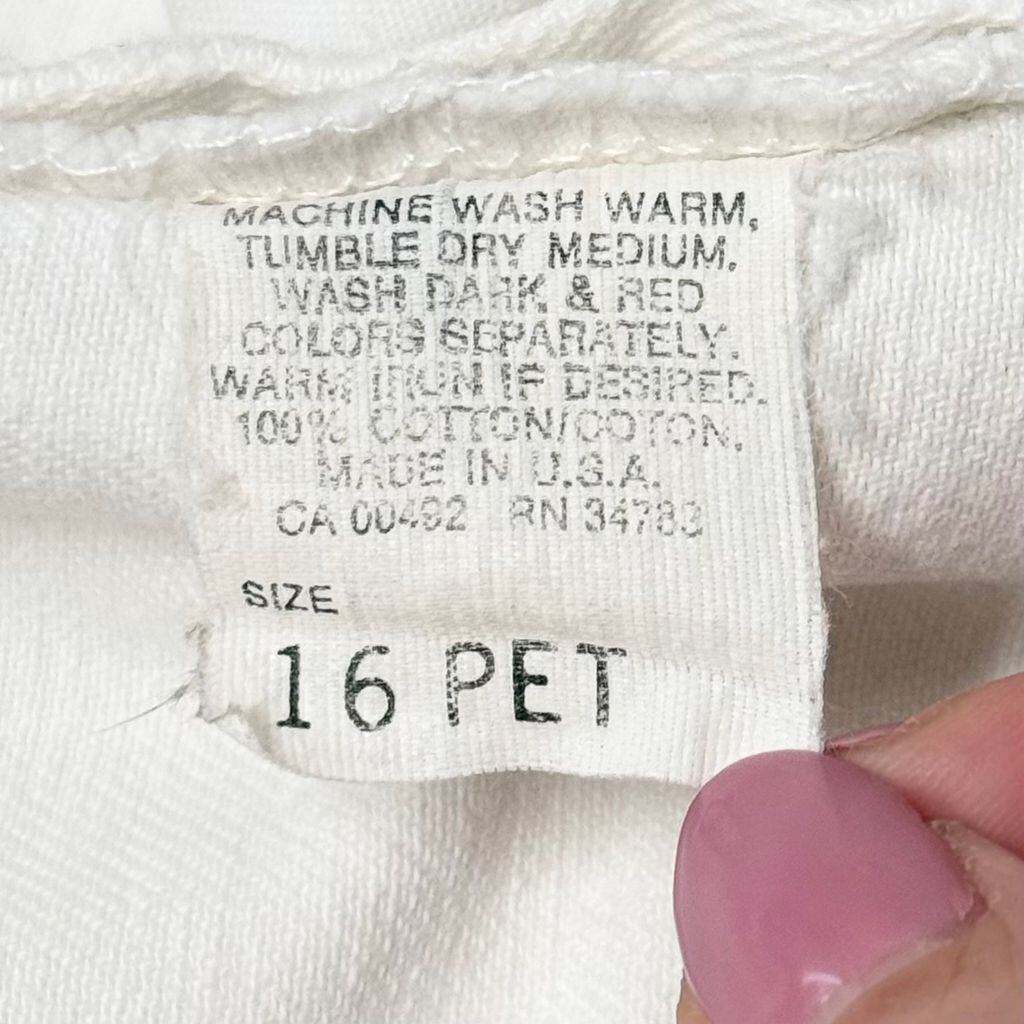 MACHINE WASH WARM,
TUMBLE DRY MEDIUM.
WASH DARK & RED
COLORS SEPARATELY.
WARM IRON IF DESIRED.
100% COTTON/COTON.
MADE IN U.S.A.
CA 00492 RN 34783
SIZE
16 PET